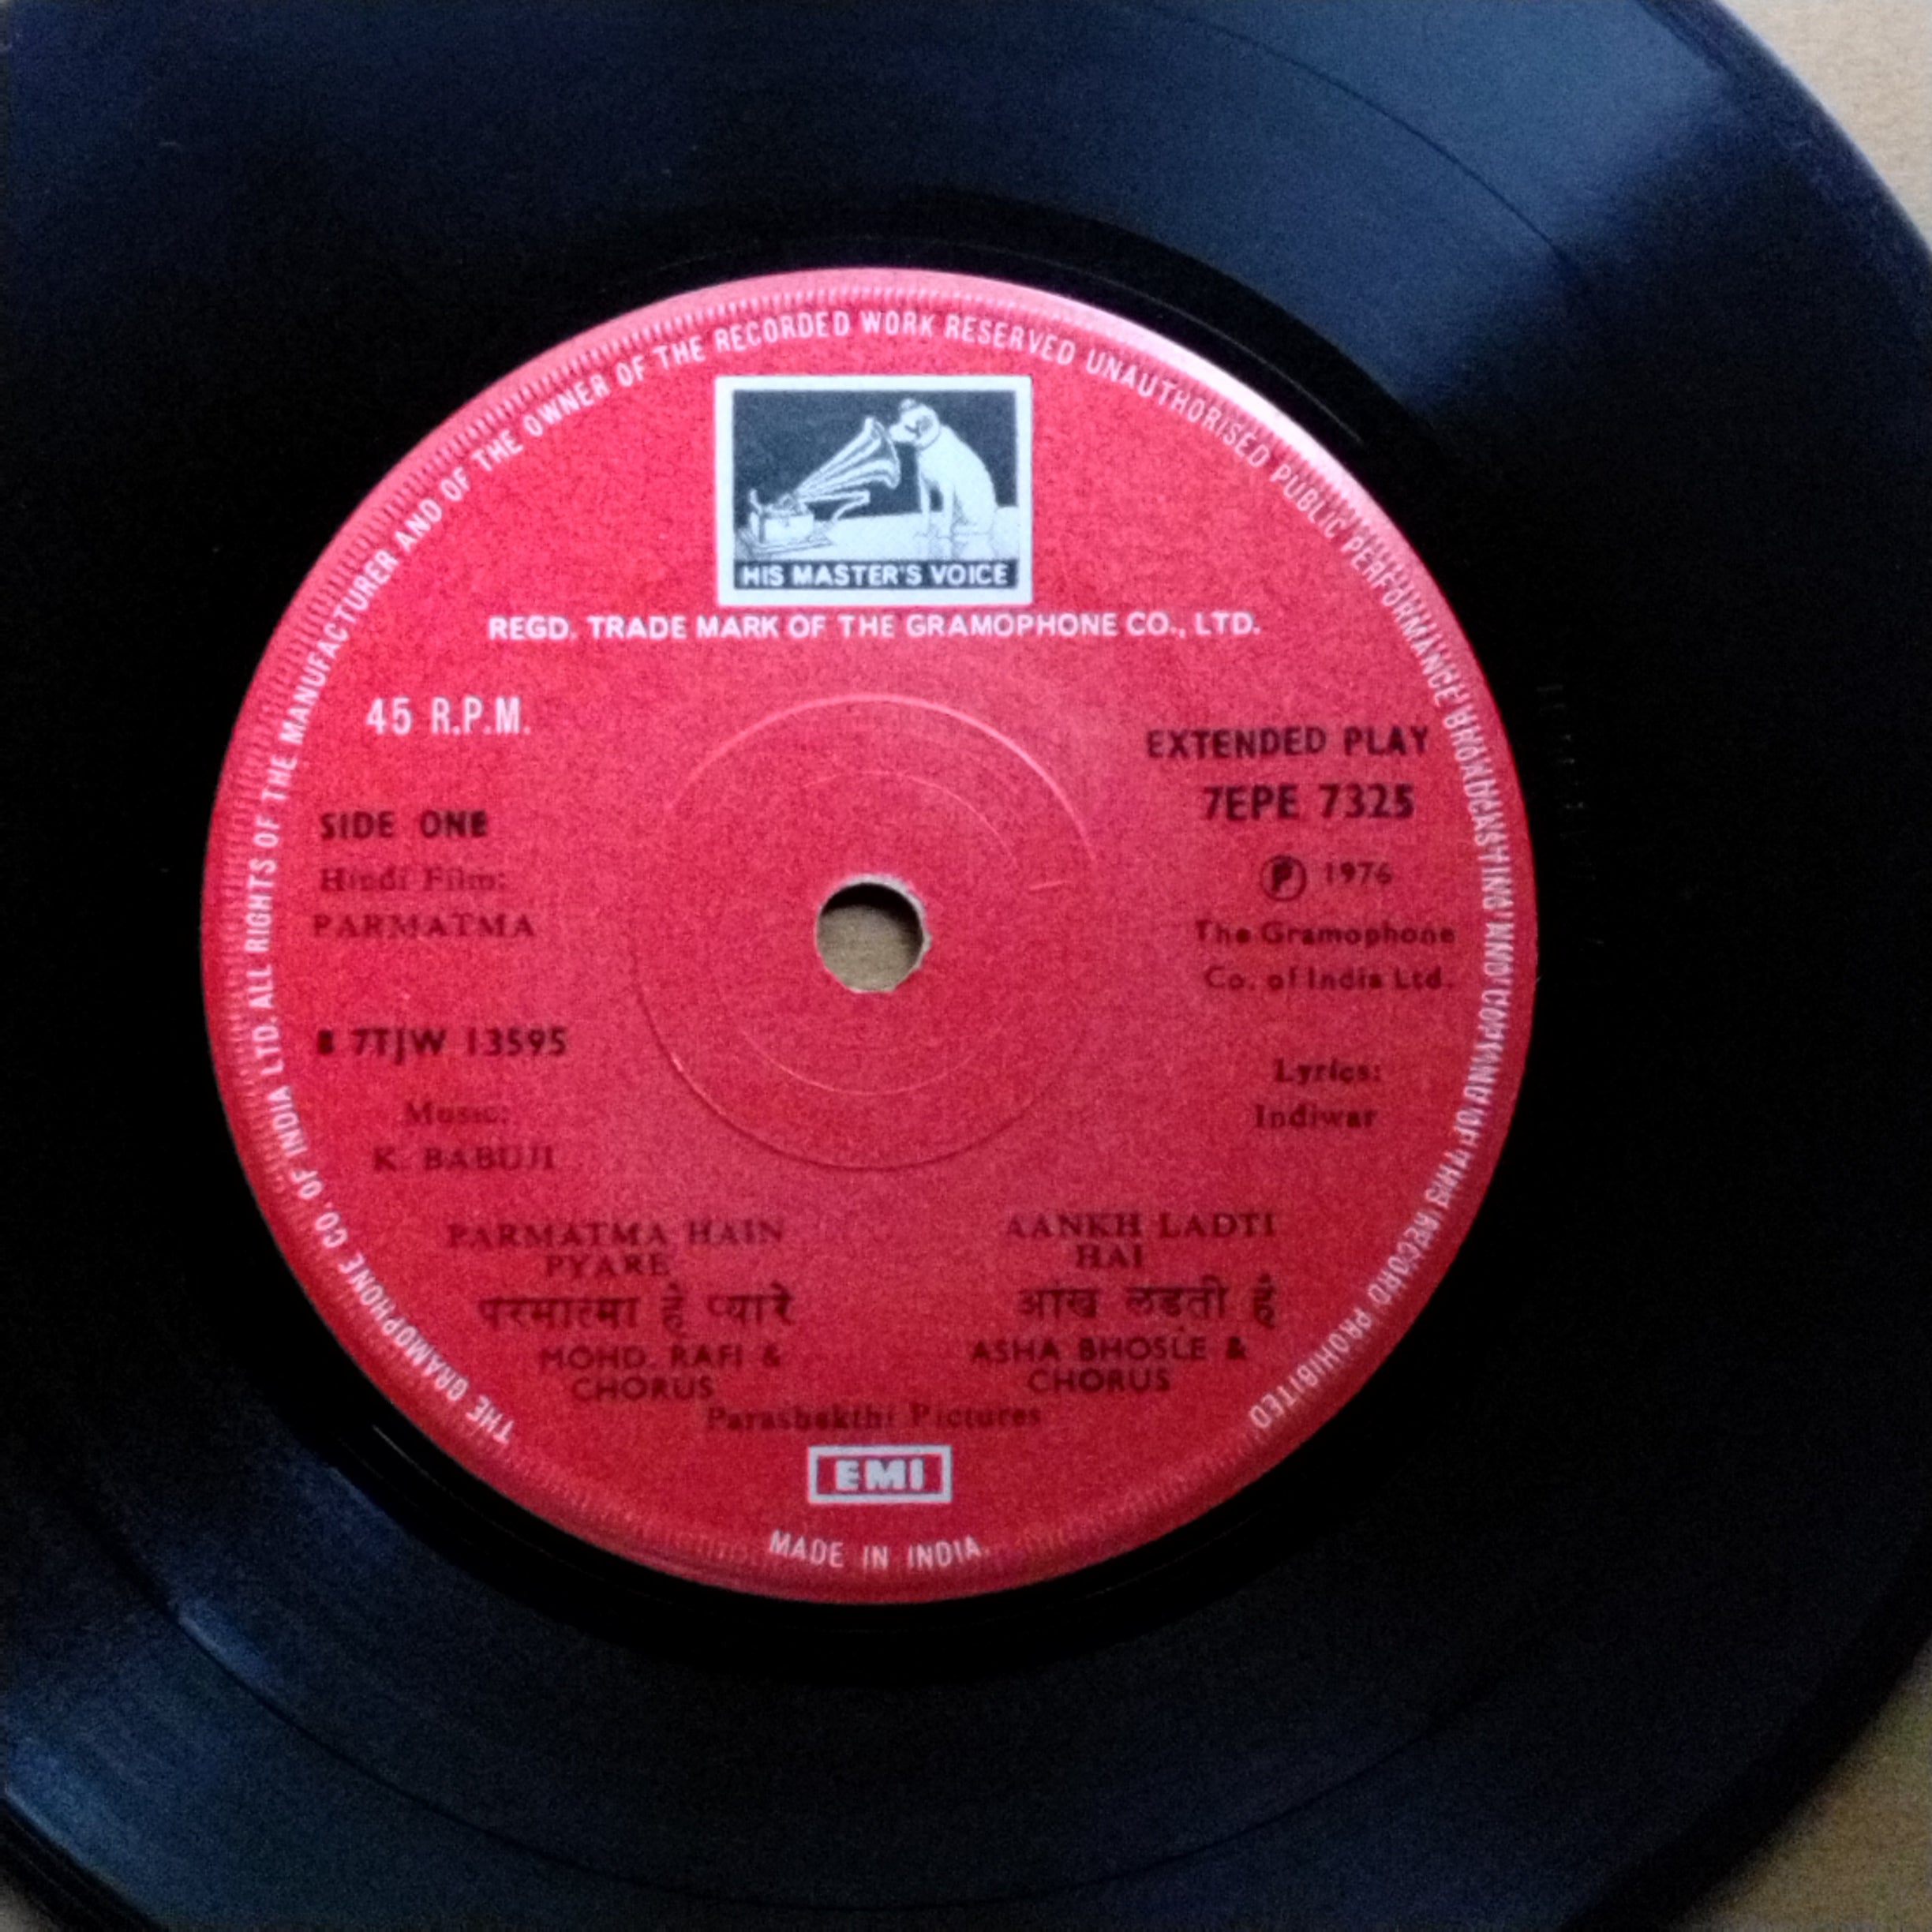 THE GRAMOPHONE CO. OF INDIA LTD. ALL RIGHTS OF THE MANUFACTURER AND OF THE OWNER OF THE RECORDED WORK RESERVED UNAUTHORISED PUBLIC PERFORMANCE BROADCASTING AND COPYING OF THIS RECORD PROHIBITED
HIS MASTER'S VOICE
REGD. TRADE MARK OF THE GRAMOPHONE CO., LTD.
45 R.P.M.
SIDE ONE
Hindi Film:
PARMATMA
7TJW 13595
Music:
K. BABUJI
EXTENDED PLAY
7EPE 7325
Ⓟ 1976
The Gramophone
Co. of India Ltd.
Lyrics:
Indiwar
PARMATMA HAIN
PYARE
परमात्मा हैं प्यारे
MOHD. RAFI &
CHORUS
AANKH LADTI
HAI
आंख लडती है
ASHA BHOSLE &
CHORUS
Parashakthi Pictures
EMI
MADE IN INDIA.